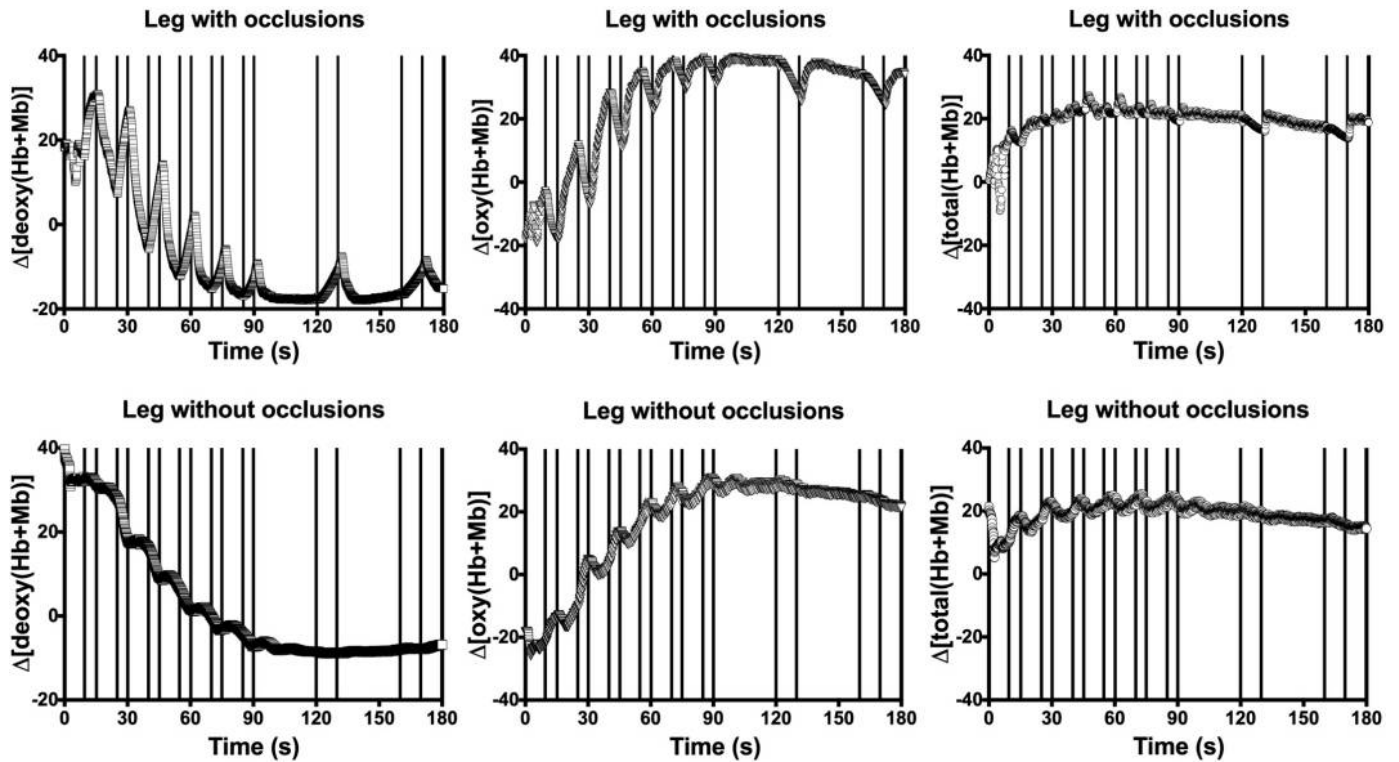 Leg with occlusions
Δ[deoxy(Hb+Mb)]
40
20
0
-20
0 30 60 90 120 150 180
Time (s)
Leg with occlusions
Δ[oxy(Hb+Mb)]
40
20
0
-20
-40
0 30 60 90 120 150 180
Time (s)
Leg with occlusions
Δ[total(Hb+Mb)]
40
20
0
-20
-40
0 30 60 90 120 150 180
Time (s)
Leg without occlusions
Δ[deoxy(Hb+Mb)]
40
20
0
-20
0 30 60 90 120 150 180
Time (s)
Leg without occlusions
Δ[oxy(Hb+Mb)]
40
20
0
-20
-40
0 30 60 90 120 150 180
Time (s)
Leg without occlusions
Δ[total(Hb+Mb)]
40
20
0
-20
-40
0 30 60 90 120 150 180
Time (s)